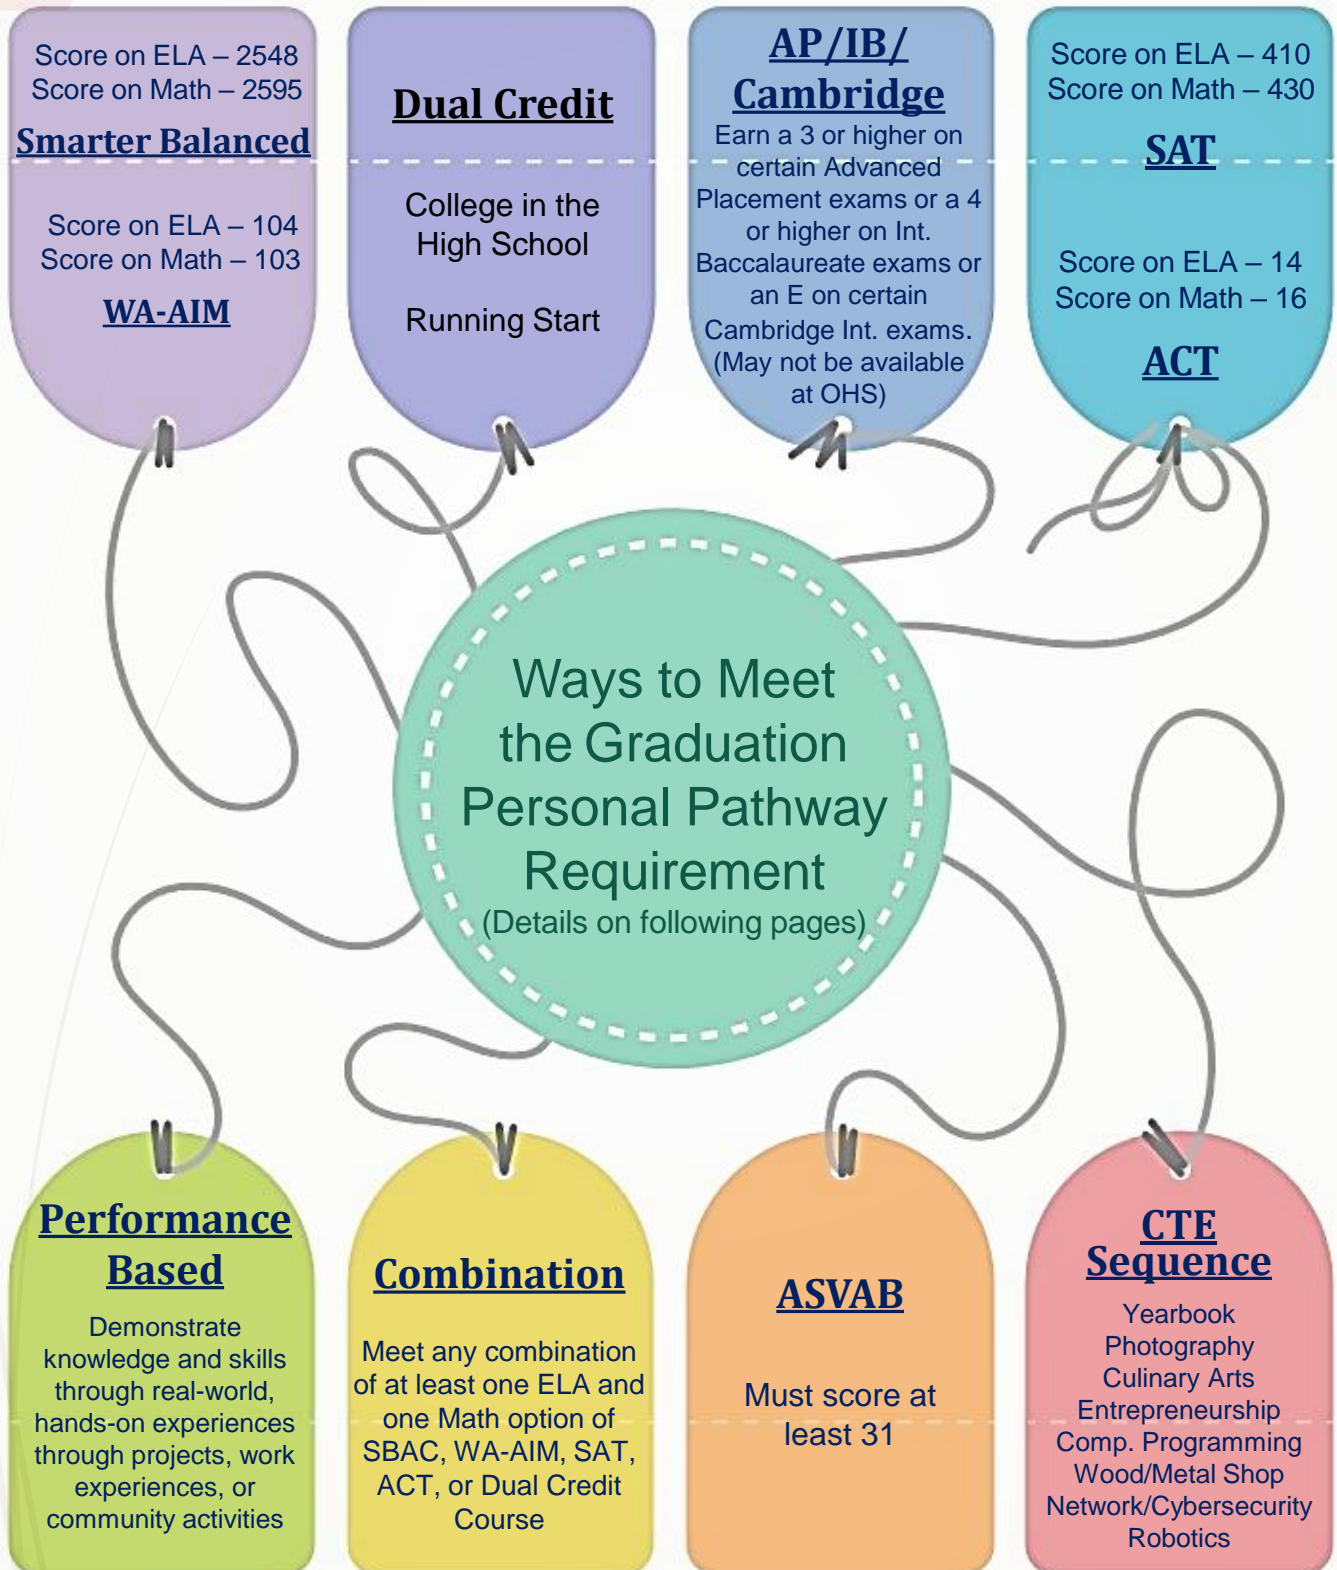 Score on ELA – 2548
Score on Math – 2595
Smarter Balanced
Score on ELA – 104
Score on Math – 103
WA-AIM
Dual Credit
College in the
High School
Running Start
AP/IB/
Cambridge
Earn a 3 or higher on
certain Advanced
Placement exams or a 4
or higher on Int.
Baccalaureate exams or
an E on certain
Cambridge Int. exams.
(May not be available
at OHS)
Score on ELA – 410
Score on Math – 430
SAT
Score on ELA – 14
Score on Math – 16
ACT
Ways to Meet
the Graduation
Personal Pathway
Requirement
(Details on following pages)
Performance
Based
Demonstrate
knowledge and skills
through real-world,
hands-on experiences
through projects, work
experiences, or
community activities
Combination
Meet any combination
of at least one ELA and
one Math option of
SBAC, WA-AIM, SAT,
ACT, or Dual Credit
Course
ASVAB
Must score at
least 31
CTE
Sequence
Yearbook
Photography
Culinary Arts
Entrepreneurship
Comp. Programming
Wood/Metal Shop
Network/Cybersecurity
Robotics